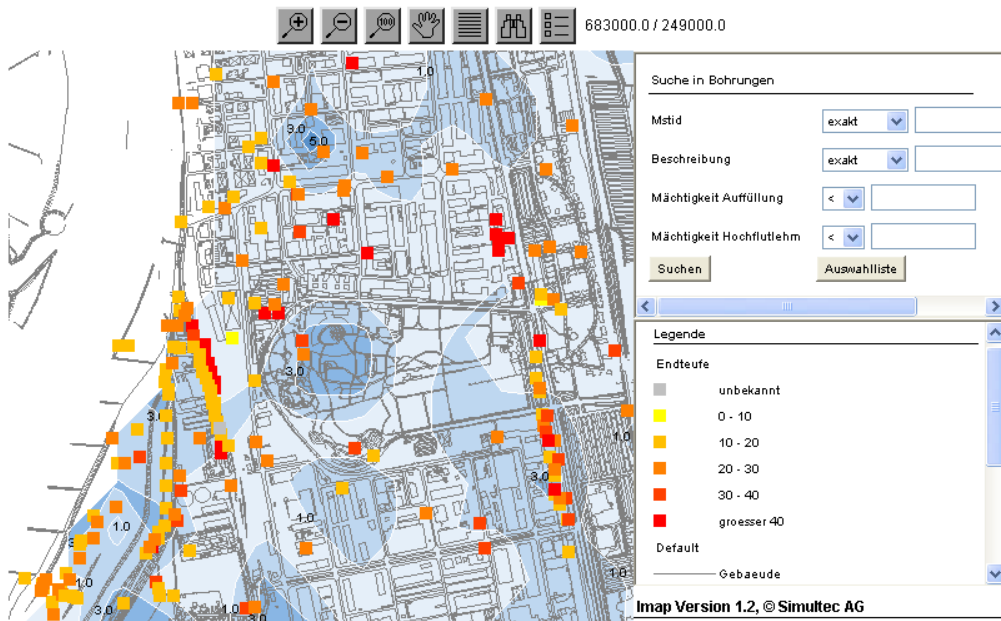 100 683000.0 / 249000.0
1.0
3.0
5.0
3.0
3.0
1.0
3.0
1.0
1.0
1.0
1.0
3.0
1.0
3.0
Suche in Bohrungen
Mstid exakt
Beschreibung exakt
Mächtigkeit Auffüllung <
Mächtigkeit Hochflutlehm <
Suchen Auswahlliste
Legende
Endteufe
unbekannt
0 - 10
10 - 20
20 - 30
30 - 40
groesser 40
Default
Gebaeude
Imap Version 1.2, © Simultec AG